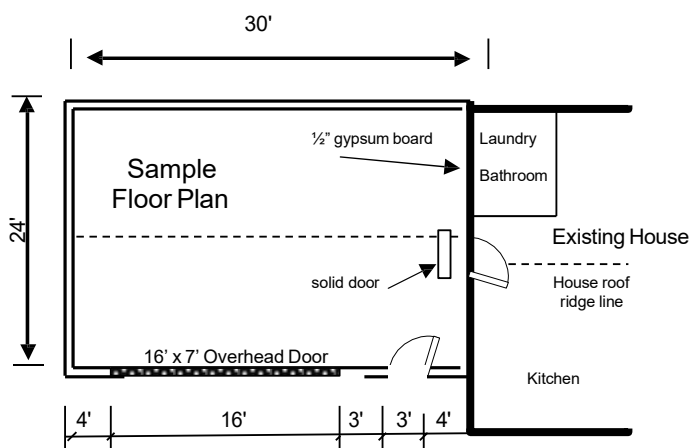 30'
½” gypsum board
Laundry
Bathroom
Sample
Floor Plan
24'
Existing House
solid door
House roof
ridge line
16’ x 7’ Overhead Door
Kitchen
4'
16'
3'
3'
4'